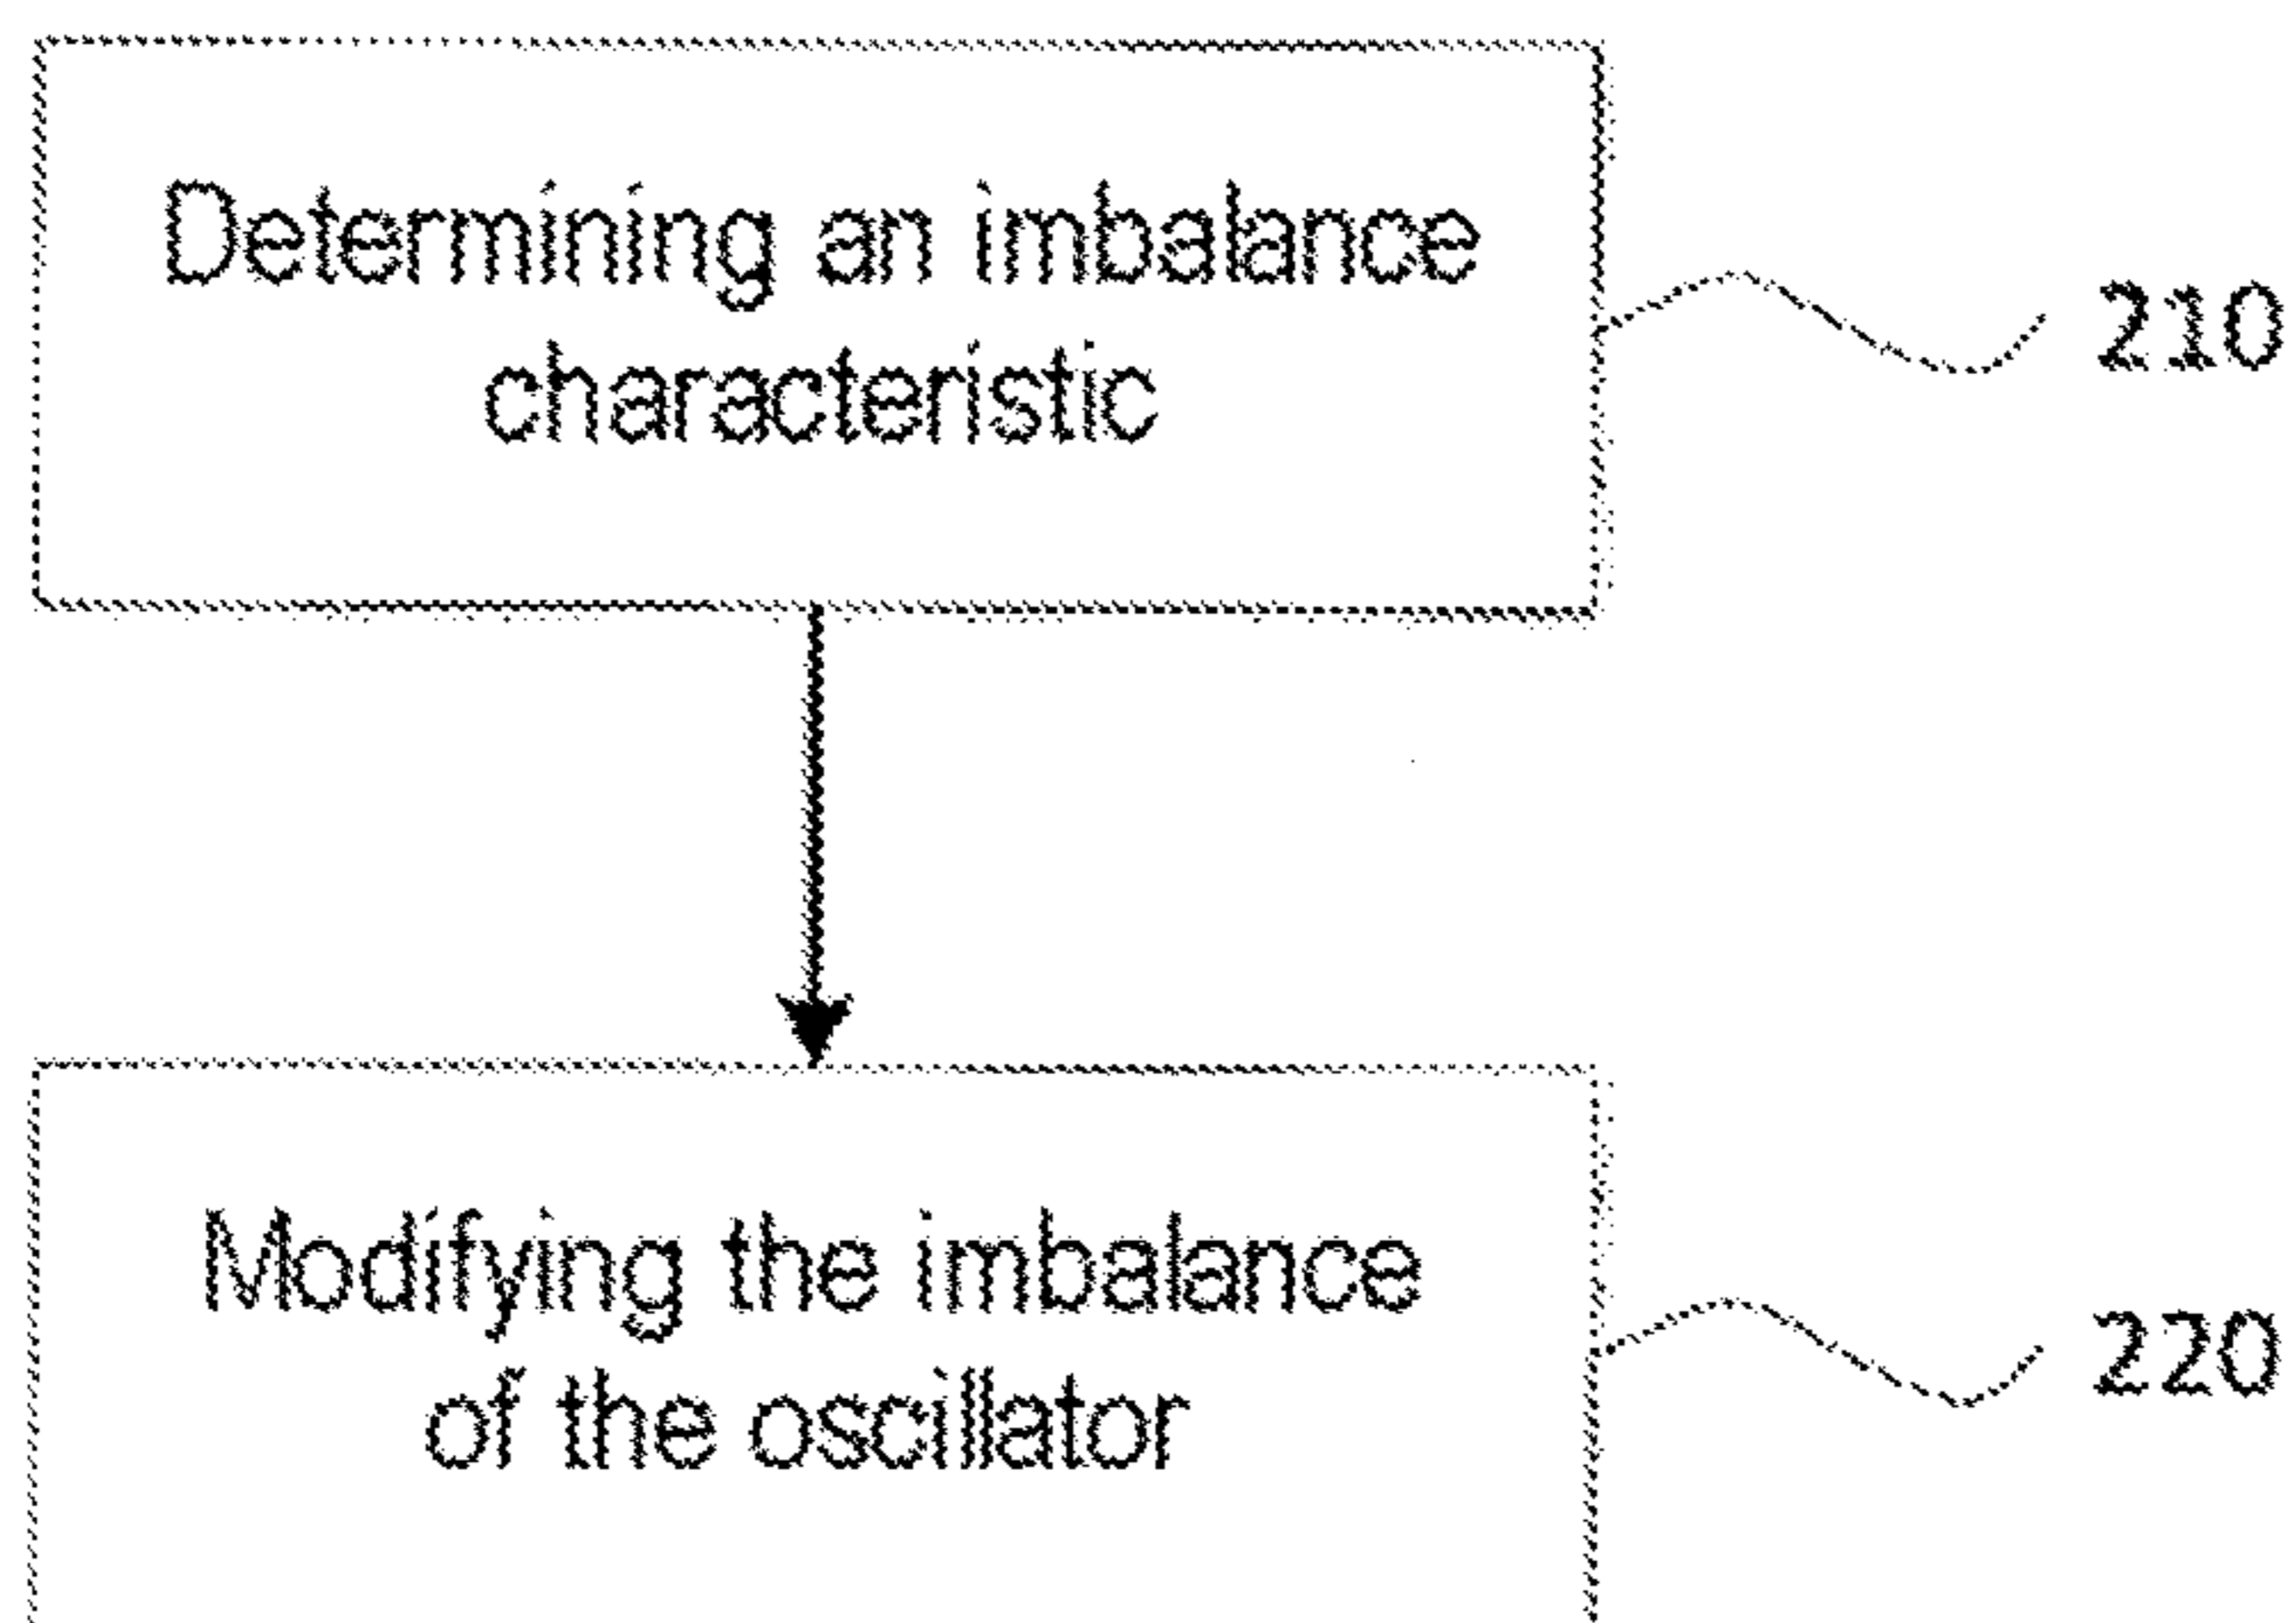 Determining an imbalance
characteristic
210
Modifying the imbalance
of the oscillator
220